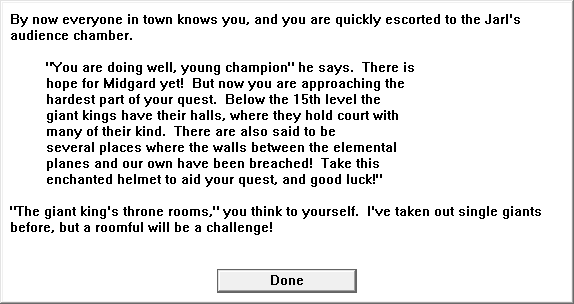 By now everyone in town knows you, and you are quickly escorted to the Jarl's
audience chamber.
"You are doing well, young champion" he says.  There is
hope for Midgard yet!  But now you are approaching the
hardest part of your quest.  Below the 15th level the
giant kings have their halls, where they hold court with
many of their kind.  There are also said to be
several places where the walls between the elemental
planes and our own have been breached!  Take this
enchanted helmet to aid your quest, and good luck!"
"The giant king's throne rooms," you think to yourself.  I've taken out single giants
before, but a roomful will be a challenge!
Done